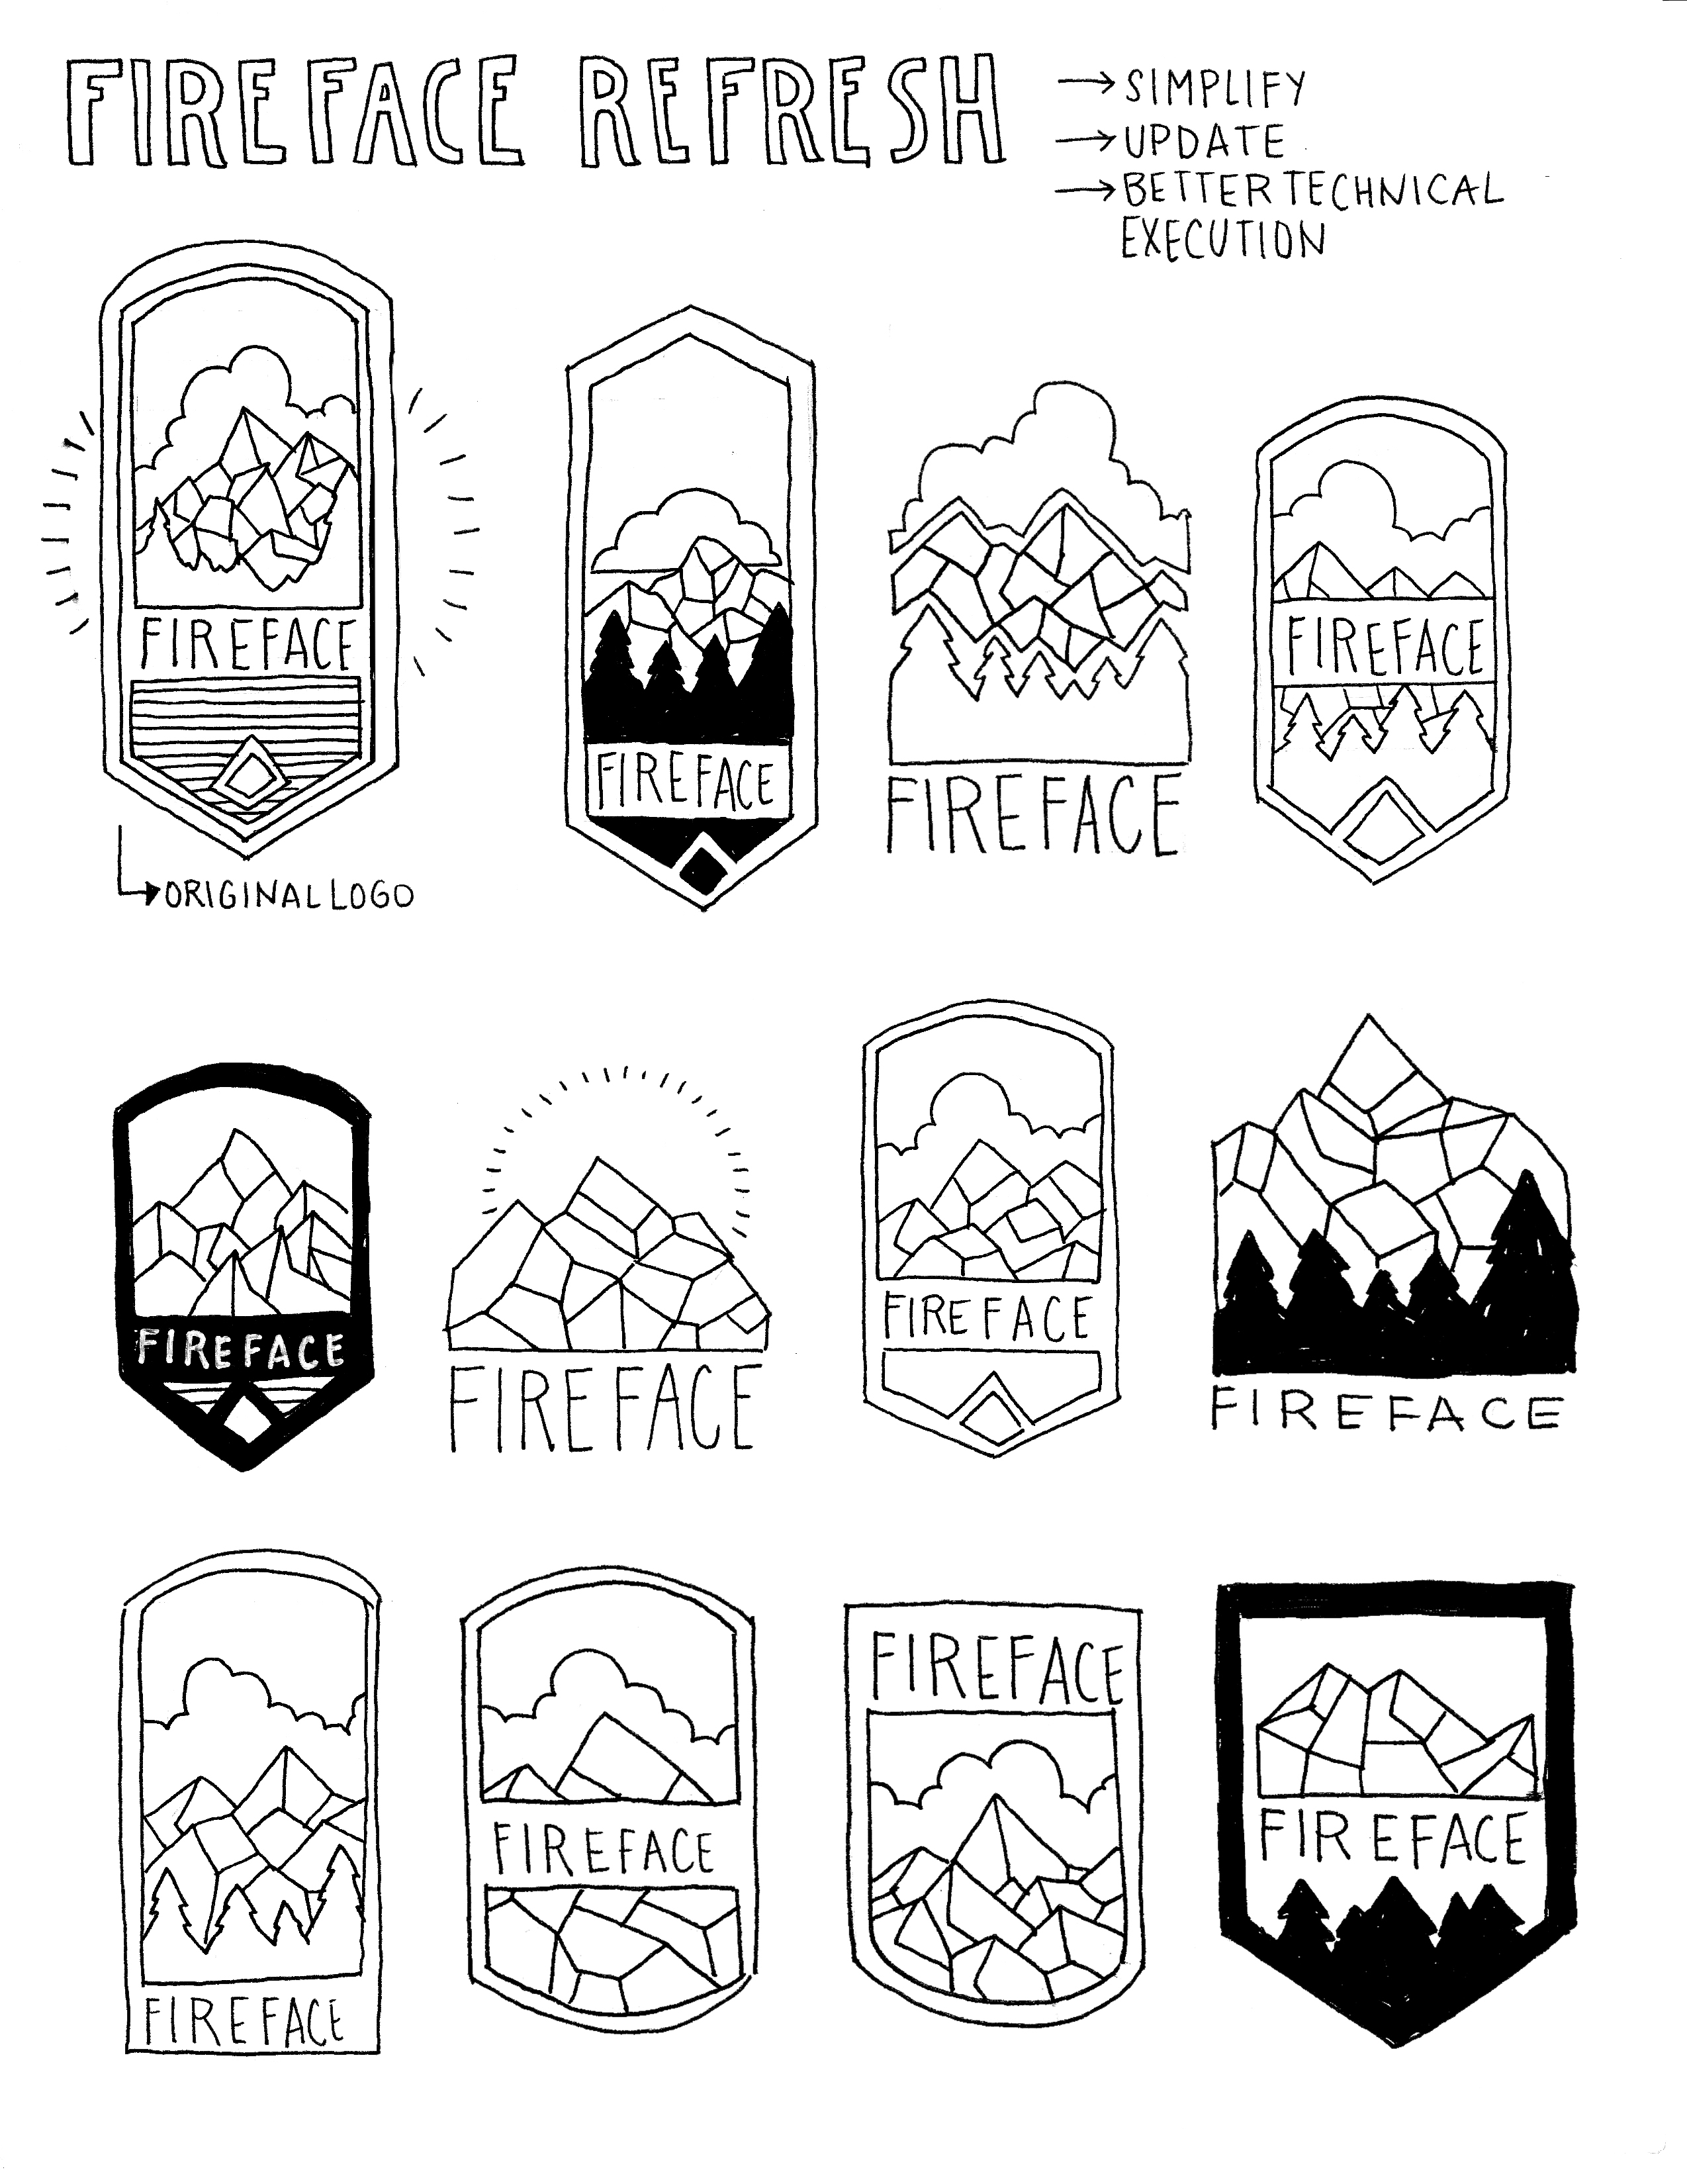 FIREFACE REFRESH
→ SIMPLIFY
→ UPDATE
→ BETTER TECHNICAL
EXECUTION
FIREFACE
FIREFACE
FIREFACE
FIREFACE
ORIGINAL LOGO
FIREFACE
FIREFACE
FIREFACE
FIREFACE
FIREFACE
FIREFACE
FIREFACE
FIREFACE